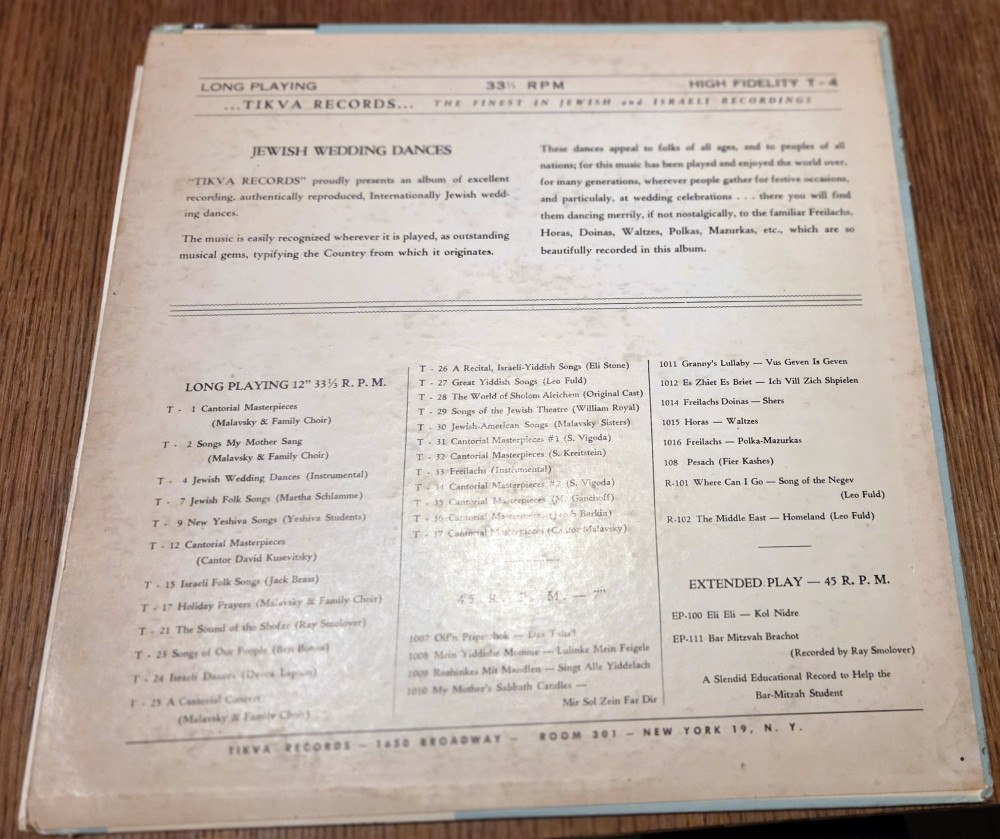 LONG PLAYING 33⅓ RPM HIGH FIDELITY T-4
...TIKVA RECORDS... THE FINEST IN JEWISH and ISRAELI RECORDINGS
JEWISH WEDDING DANCES
"TIKVA RECORDS" proudly presents an album of excellent
recording, authentically reproduced, Internationally Jewish wedd-
ing dances.
The music is easily recognized wherever it is played, as outstanding
musical gems, typifying the Country from which it originates.
These dances appeal to folks of all ages, and to peoples of all
nations; for this music has been played and enjoyed the world over,
for many generations, wherever people gather for festive occasions,
and particulaly, at wedding celebrations . . . there you will find
them dancing merrily, if not nostalgically, to the familiar Freilachs,
Horas, Doinas, Waltzes, Polkas, Mazurkas, etc., which are so
beautifully recorded in this album.
LONG PLAYING 12" 33⅓ R. P. M.
T - 1 Cantorial Masterpieces
(Malavsky & Family Choir)
T - 2 Songs My Mother Sang
(Malavsky & Family Choir)
T - 4 Jewish Wedding Dances (Instrumental)
T - 7 Jewish Folk Songs (Martha Schlamme)
T - 9 New Yeshiva Songs (Yeshiva Students)
T - 12 Cantorial Masterpieces
(Cantor David Kusevitsky)
T - 15 Israeli Folk Songs (Jack Brass)
T - 17 Holiday Prayers (Malavsky & Family Choir)
T - 21 The Sound of the Shofar (Ray Smolover)
T - 23 Songs of Our People (Ben Bonus)
T - 24 Israeli Dances (Dvora Lapson)
T - 25 A Cantorial Concert
(Malavsky & Family Choir)
T - 26 A Recital, Israeli-Yiddish Songs (Eli Stone)
T - 27 Great Yiddish Songs (Leo Fuld)
T - 28 The World of Sholom Aleichem (Original Cast)
T - 29 Songs of the Jewish Theatre (William Royal)
T - 30 Jewish-American Songs (Malavsky Sisters)
T - 31 Cantorial Masterpieces #1 (S. Vigoda)
T - 32 Cantorial Masterpieces (S. Kreitstein)
T - 33 Freilachs (Instrumental)
T - 34 Cantorial Masterpieces #2 (S. Vigoda)
T - 35 Cantorial Masterpieces (M. Ganchoff)
T - 36 Cantorial Masterpieces (Jacob Barkin)
T - 37 Cantorial Masterpieces (Cantor Malavsky)
45 R. P. M. — 7"
1007 Oif'n Pripetchok — Das
1008 Mein Yiddishe Momme — Lulinke Mein Feigele
1009 Rozhinkes Mit Mandlen — Singt Alle Yiddelach
1010 My Mother's Sabbath Candles —
Mir Sol Zein Far Dir
1011 Granny's Lullaby — Vus Geven Is Geven
1012 Es Zhiet Es Briet — Ich Vill Zich Shpielen
1014 Freilachs Doinas — Shers
1015 Horas — Waltzes
1016 Freilachs — Polka-Mazurkas
108 Pesach (Fier Kashes)
R-101 Where Can I Go — Song of the Negev
(Leo Fuld)
R-102 The Middle East — Homeland (Leo Fuld)
EXTENDED PLAY — 45 R. P. M.
EP-100 Eli Eli — Kol Nidre
EP-111 Bar Mitzvah Brachot
(Recorded by Ray Smolover)
A Slendid Educational Record to Help the
Bar-Mitzah Student
TIKVA RECORDS — 1650 BROADWAY — ROOM 301 — NEW YORK 19, N. Y.